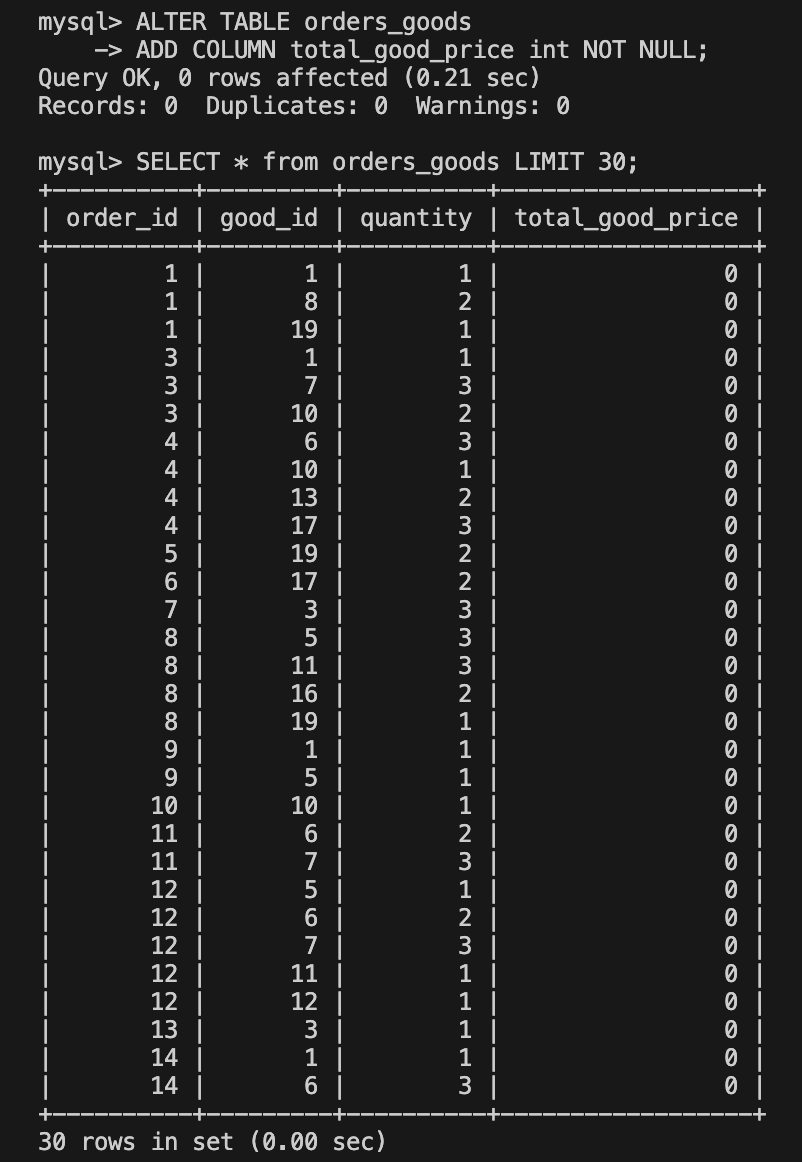 mysql> ALTER TABLE orders_goods
    -> ADD COLUMN total_good_price int NOT NULL;
Query OK, 0 rows affected (0.21 sec)
Records: 0  Duplicates: 0  Warnings: 0

mysql> SELECT * from orders_goods LIMIT 30;
+----------+---------+----------+------------------+
| order_id | good_id | quantity | total_good_price |
+----------+---------+----------+------------------+
|        1 |       1 |        1 |                0 |
|        1 |       8 |        2 |                0 |
|        1 |      19 |        1 |                0 |
|        3 |       1 |        1 |                0 |
|        3 |       7 |        3 |                0 |
|        3 |      10 |        2 |                0 |
|        4 |       6 |        3 |                0 |
|        4 |      10 |        1 |                0 |
|        4 |      13 |        2 |                0 |
|        4 |      17 |        3 |                0 |
|        5 |      19 |        2 |                0 |
|        6 |      17 |        2 |                0 |
|        7 |       3 |        3 |                0 |
|        8 |       5 |        3 |                0 |
|        8 |      11 |        3 |                0 |
|        8 |      16 |        2 |                0 |
|        8 |      19 |        1 |                0 |
|        9 |       1 |        1 |                0 |
|        9 |       5 |        1 |                0 |
|       10 |      10 |        1 |                0 |
|       11 |       6 |        2 |                0 |
|       11 |       7 |        3 |                0 |
|       12 |       5 |        1 |                0 |
|       12 |       6 |        2 |                0 |
|       12 |       7 |        3 |                0 |
|       12 |      11 |        1 |                0 |
|       12 |      12 |        1 |                0 |
|       13 |       3 |        1 |                0 |
|       14 |       1 |        1 |                0 |
|       14 |       6 |        3 |                0 |
+----------+---------+----------+------------------+
30 rows in set (0.00 sec)